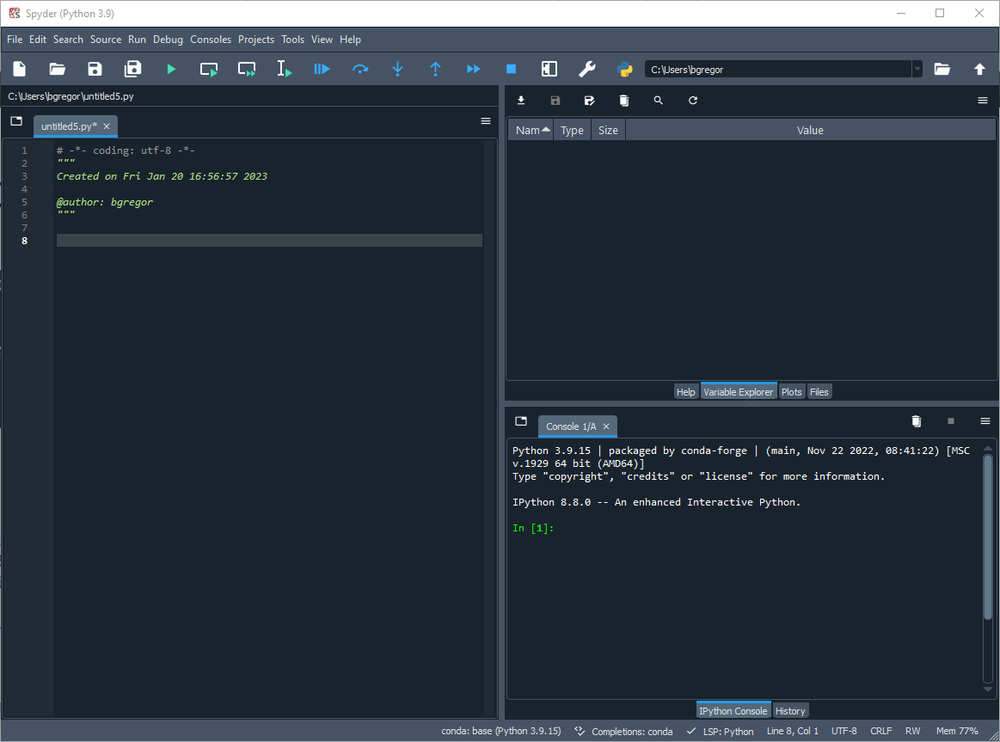 Spyder (Python 3.9)
File Edit Search Source Run Debug Consoles Projects Tools View Help
C:\Users\bgregor
C:\Users\bgregor\untitled5.py
untitled5.py*
1 # -*- coding: utf-8 -*-
2 """
3 Created on Fri Jan 20 16:56:57 2023
4
5 @author: bgregor
6 """
7
8
Nam Type Size Value
Help Variable Explorer Plots Files
Console 1/A
Python 3.9.15 | packaged by conda-forge | (main, Nov 22 2022, 08:41:22) [MSC
v.1929 64 bit (AMD64)]
Type "copyright", "credits" or "license" for more information.
IPython 8.8.0 -- An enhanced Interactive Python.
In [1]:
IPython Console History
conda: base (Python 3.9.15) Completions: conda LSP: Python Line 8, Col 1 UTF-8 CRLF RW Mem 77%